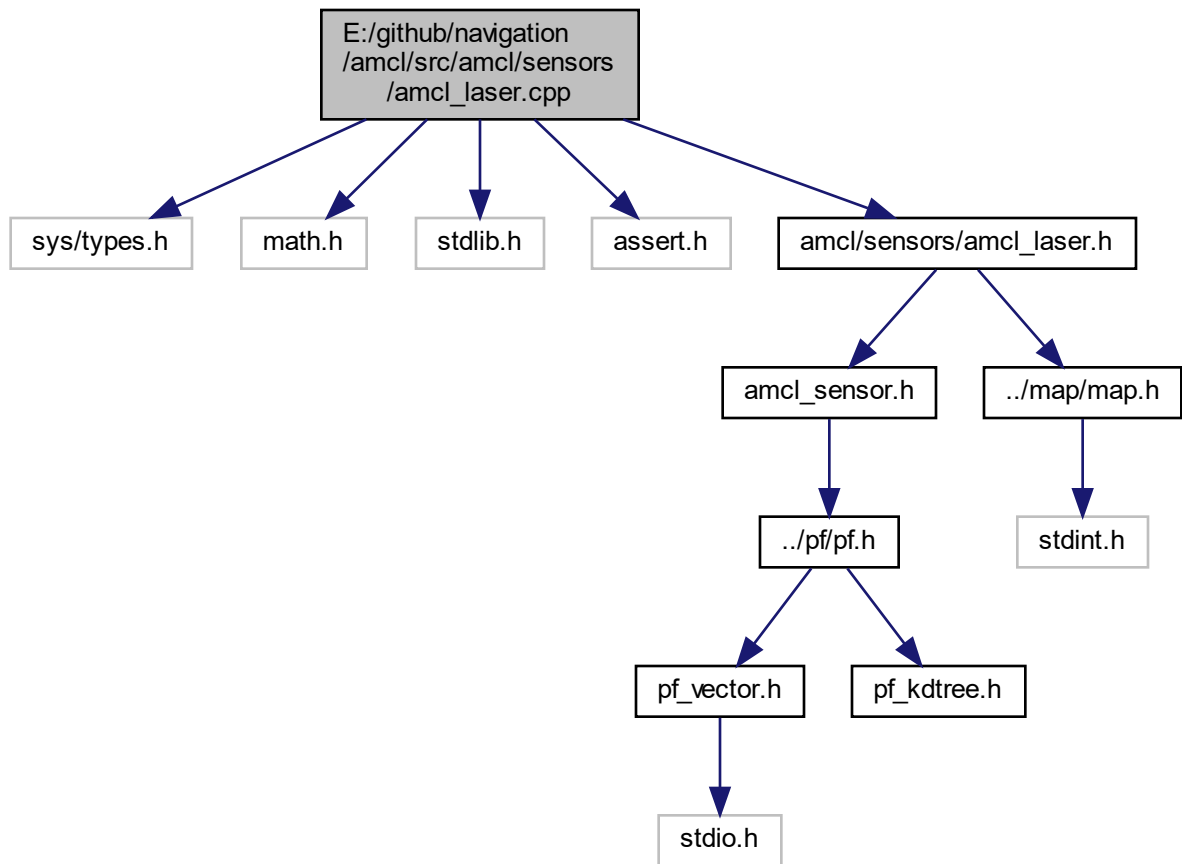 E:/github/navigation
/amcl/src/amcl/sensors
/amcl_laser.cpp
sys/types.h
math.h
stdlib.h
assert.h
amcl/sensors/amcl_laser.h
amcl_sensor.h
../map/map.h
../pf/pf.h
stdint.h
pf_vector.h
pf_kdtree.h
stdio.h